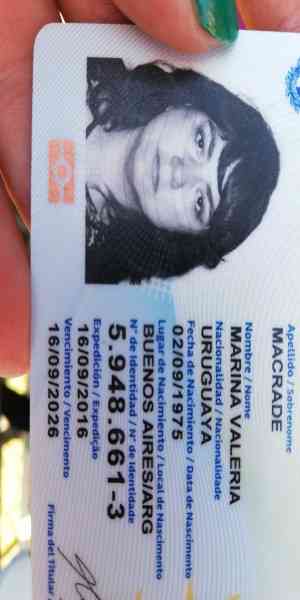 Apellido / Sobrenome
MACRADE
Nombre / Nome
MARINA VALERIA
Nacionalidad / Nacionalidade
URUGUAYA
Fecha de Nacimiento / Data de Nascimento
02/09/1975
Lugar de Nacimiento / Local de Nascimento
BUENOS AIRES/ARG
N° de Identidad / N° de Identidade
5.948.661-3
Expedición / Expedição
16/09/2016
Vencimiento / Vencimento
16/09/2026
Firma del Titular